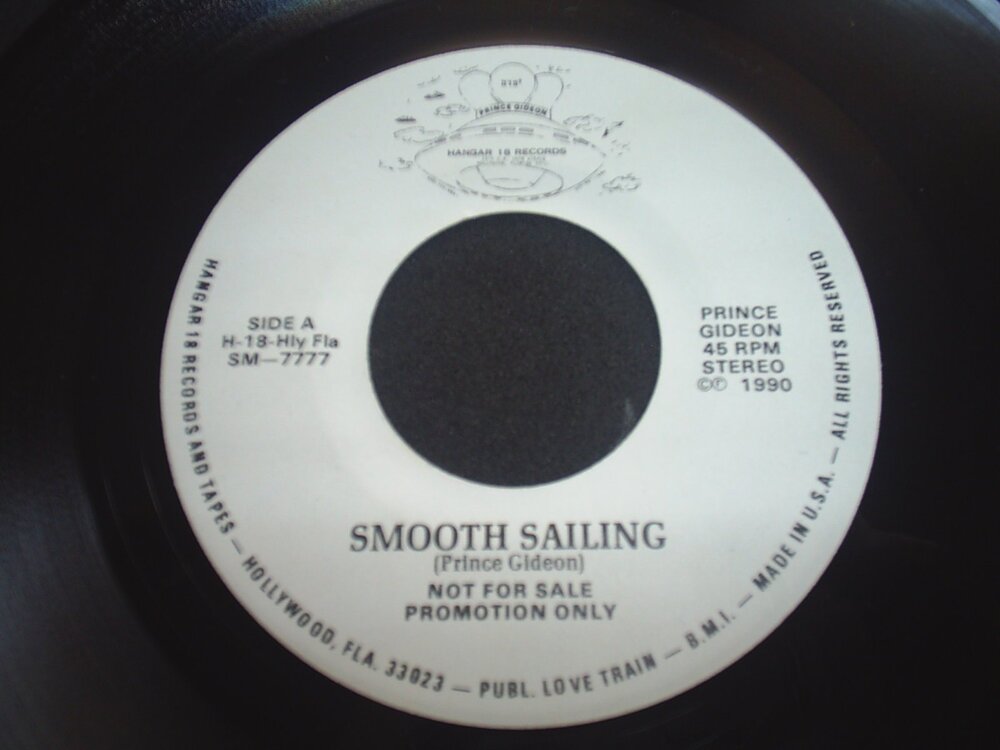 PRINCE GIDEON
HANGAR 18 RECORDS
SIDE A
H-18-Hly Fla
SM—7777
PRINCE
GIDEON
45 RPM
STEREO
©℗ 1990
SMOOTH SAILING
(Prince Gideon)
NOT FOR SALE
PROMOTION ONLY
HANGAR 18 RECORDS AND TAPES — HOLLYWOOD, FLA. 33023 — PUBL. LOVE TRAIN — B.M.I. — MADE IN U.S.A. — ALL RIGHTS RESERVED